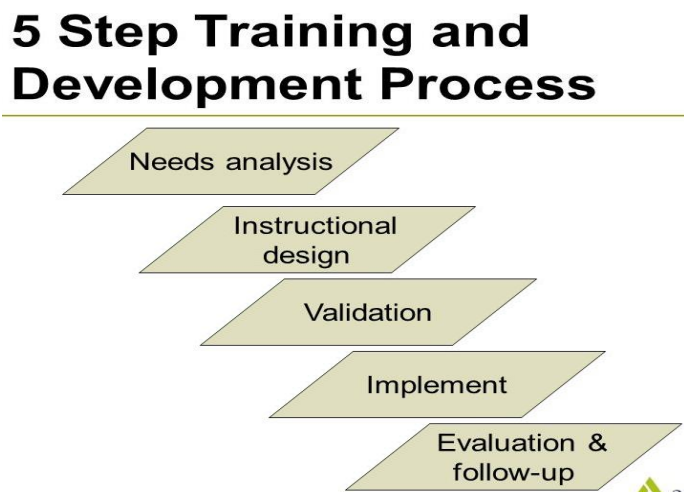 5 Step Training and
Development Process
Needs analysis
Instructional
design
Validation
Implement
Evaluation &
follow-up